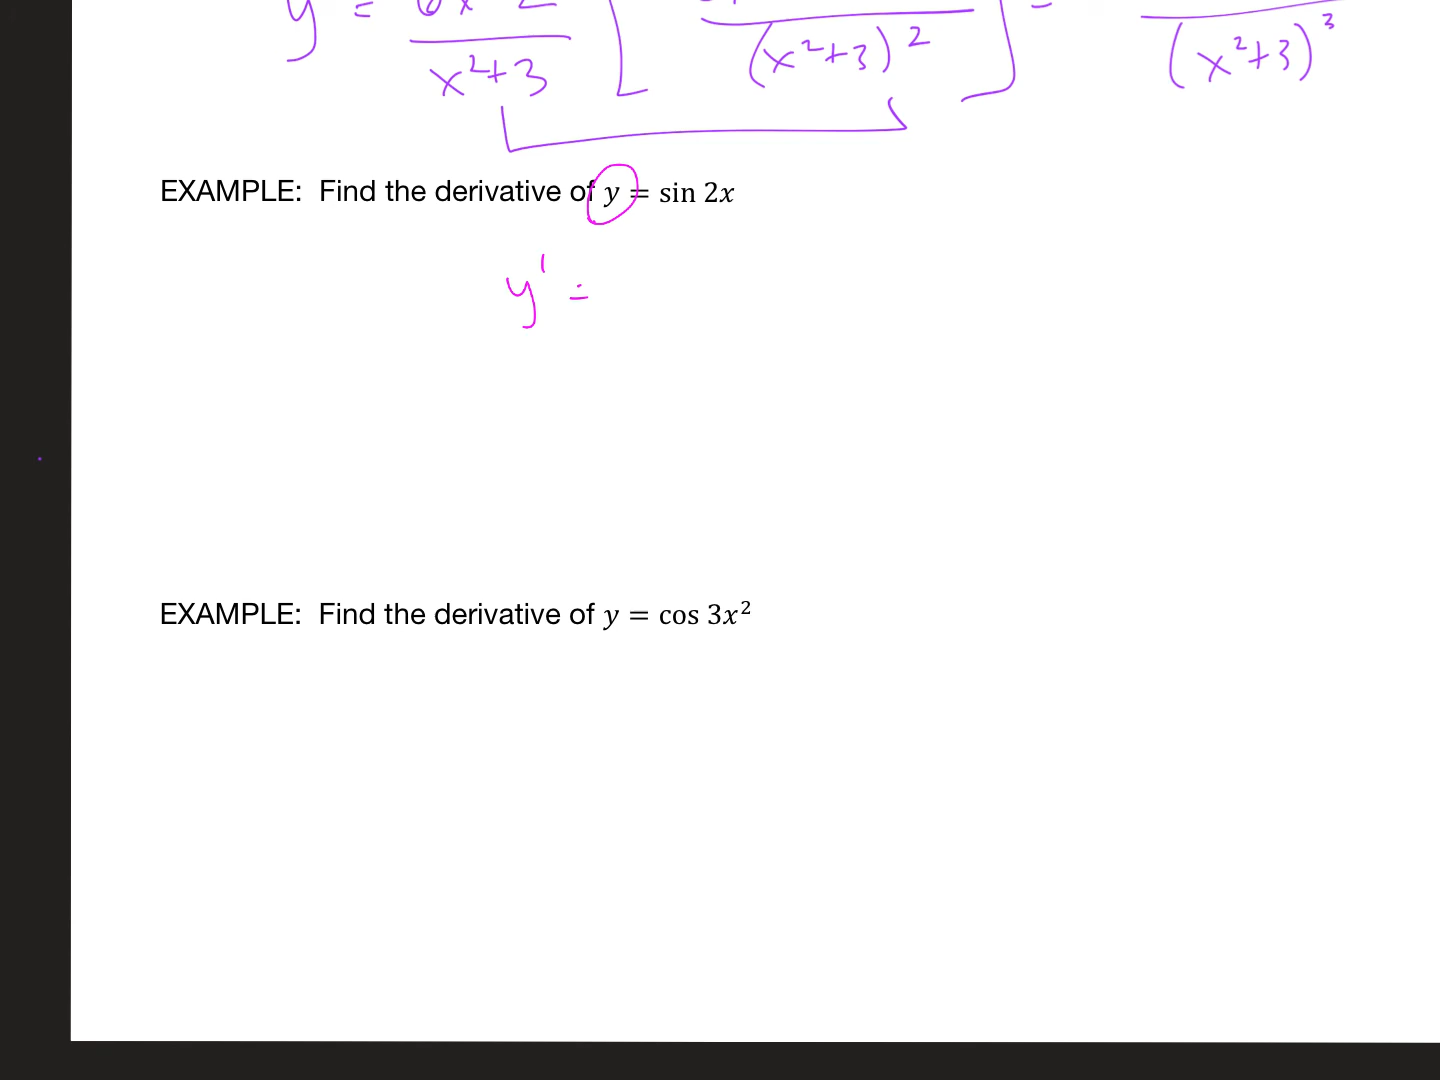 y = 6x
x²+3 (x²+3)² (x²+3)³
EXAMPLE: Find the derivative of y = sin 2x
y' =
EXAMPLE: Find the derivative of y = cos 3x²